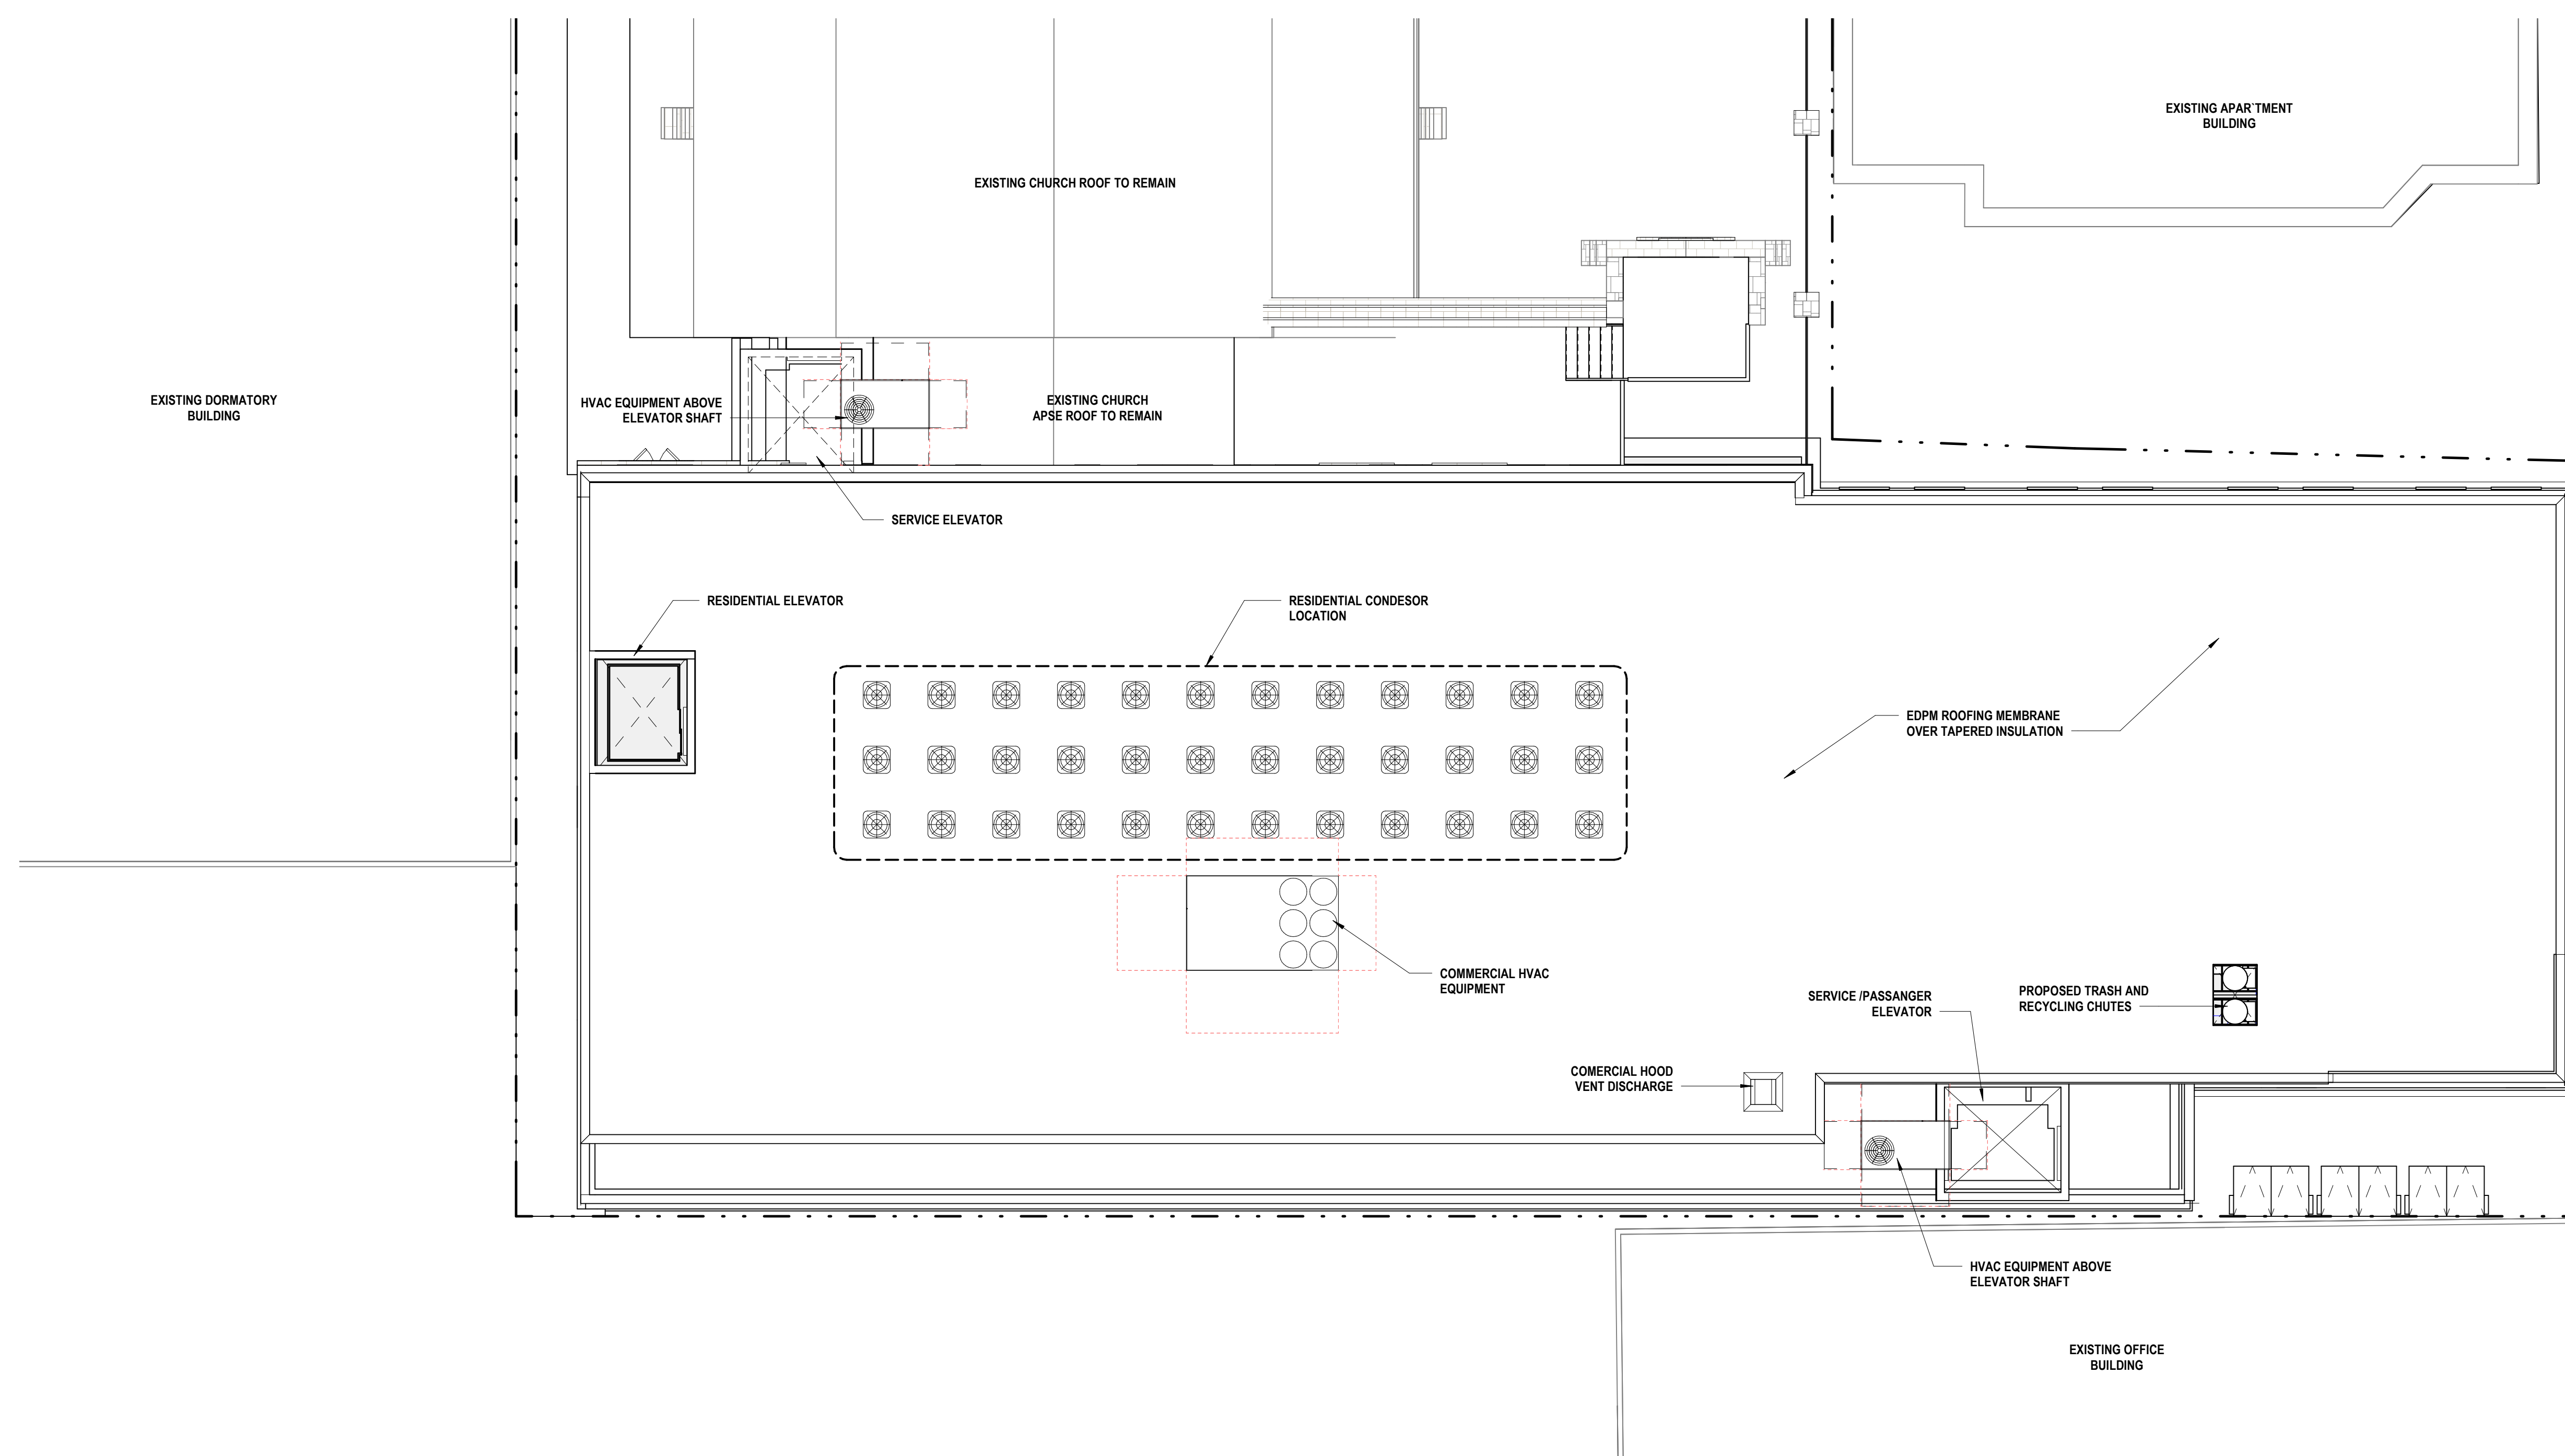 EXISTING APAR`TMENT
BUILDING
EXISTING CHURCH ROOF TO REMAIN
EXISTING DORMATORY
BUILDING
HVAC EQUIPMENT ABOVE
ELEVATOR SHAFT
EXISTING CHURCH
APSE ROOF TO REMAIN
SERVICE ELEVATOR
RESIDENTIAL ELEVATOR
RESIDENTIAL CONDESOR
LOCATION
EDPM ROOFING MEMBRANE
OVER TAPERED INSULATION
COMMERCIAL HVAC
EQUIPMENT
SERVICE /PASSANGER
ELEVATOR
PROPOSED TRASH AND
RECYCLING CHUTES
COMERCIAL HOOD
VENT DISCHARGE
HVAC EQUIPMENT ABOVE
ELEVATOR SHAFT
EXISTING OFFICE
BUILDING